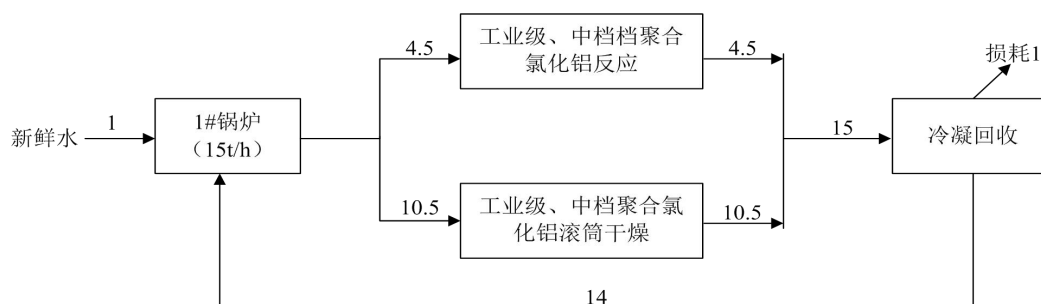 工业级、中档档聚合
氯化铝反应
4.5
4.5
损耗1
新鲜水
1
1#锅炉
（15t/h）
15
冷凝回收
10.5
工业级、中档聚合氯
化铝滚筒干燥
10.5
14